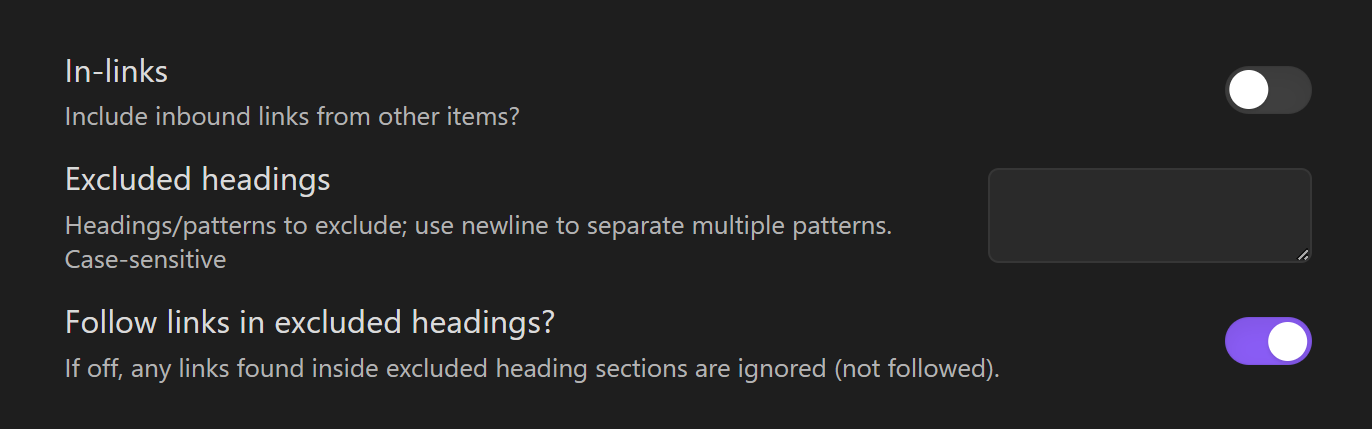 In-links
Include inbound links from other items?
Excluded headings
Headings/patterns to exclude; use newline to separate multiple patterns.
Case-sensitive
Follow links in excluded headings?
If off, any links found inside excluded heading sections are ignored (not followed).